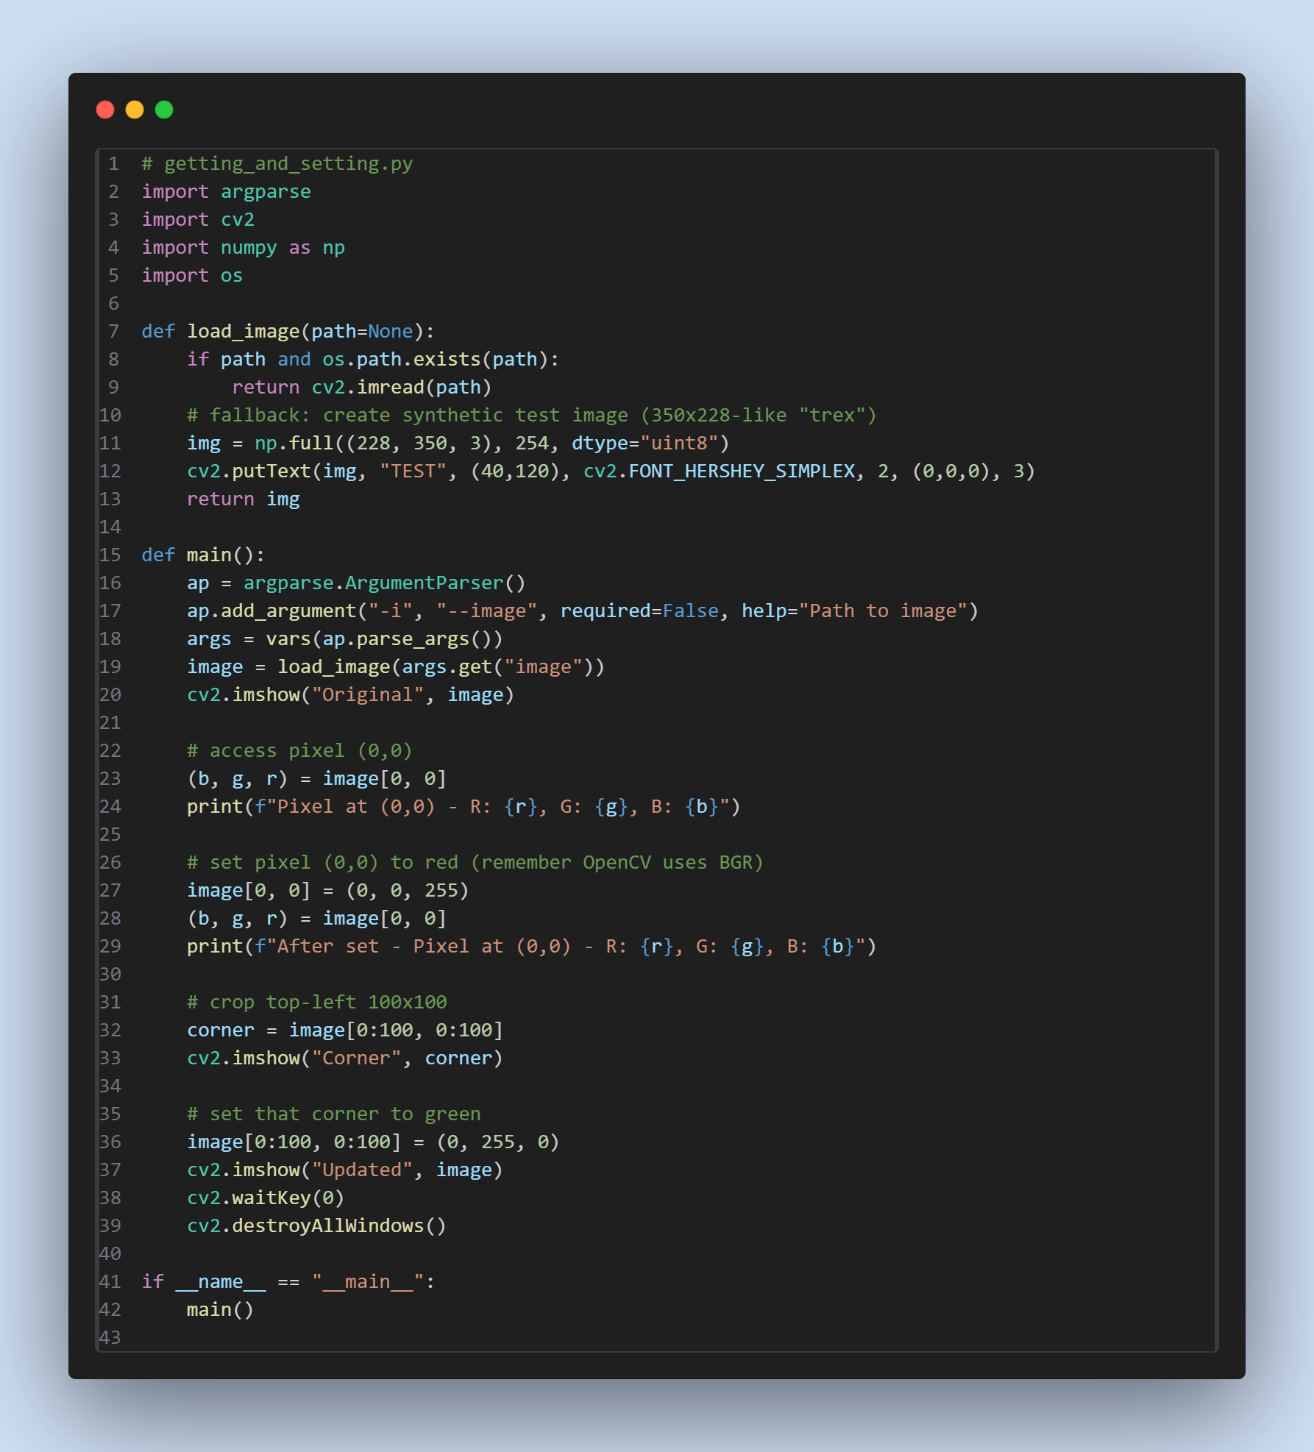 1 # getting_and_setting.py
2 import argparse
3 import cv2
4 import numpy as np
5 import os
6
7 def load_image(path=None):
8     if path and os.path.exists(path):
9         return cv2.imread(path)
10     # fallback: create synthetic test image (350x228-like "trex")
11     img = np.full((228, 350, 3), 254, dtype="uint8")
12     cv2.putText(img, "TEST", (40,120), cv2.FONT_HERSHEY_SIMPLEX, 2, (0,0,0), 3)
13     return img
14
15 def main():
16     ap = argparse.ArgumentParser()
17     ap.add_argument("-i", "--image", required=False, help="Path to image")
18     args = vars(ap.parse_args())
19     image = load_image(args.get("image"))
20     cv2.imshow("Original", image)
21
22     # access pixel (0,0)
23     (b, g, r) = image[0, 0]
24     print(f"Pixel at (0,0) - R: {r}, G: {g}, B: {b}")
25
26     # set pixel (0,0) to red (remember OpenCV uses BGR)
27     image[0, 0] = (0, 0, 255)
28     (b, g, r) = image[0, 0]
29     print(f"After set - Pixel at (0,0) - R: {r}, G: {g}, B: {b}")
30
31     # crop top-left 100x100
32     corner = image[0:100, 0:100]
33     cv2.imshow("Corner", corner)
34
35     # set that corner to green
36     image[0:100, 0:100] = (0, 255, 0)
37     cv2.imshow("Updated", image)
38     cv2.waitKey(0)
39     cv2.destroyAllWindows()
40
41 if __name__ == "__main__":
42     main()
43